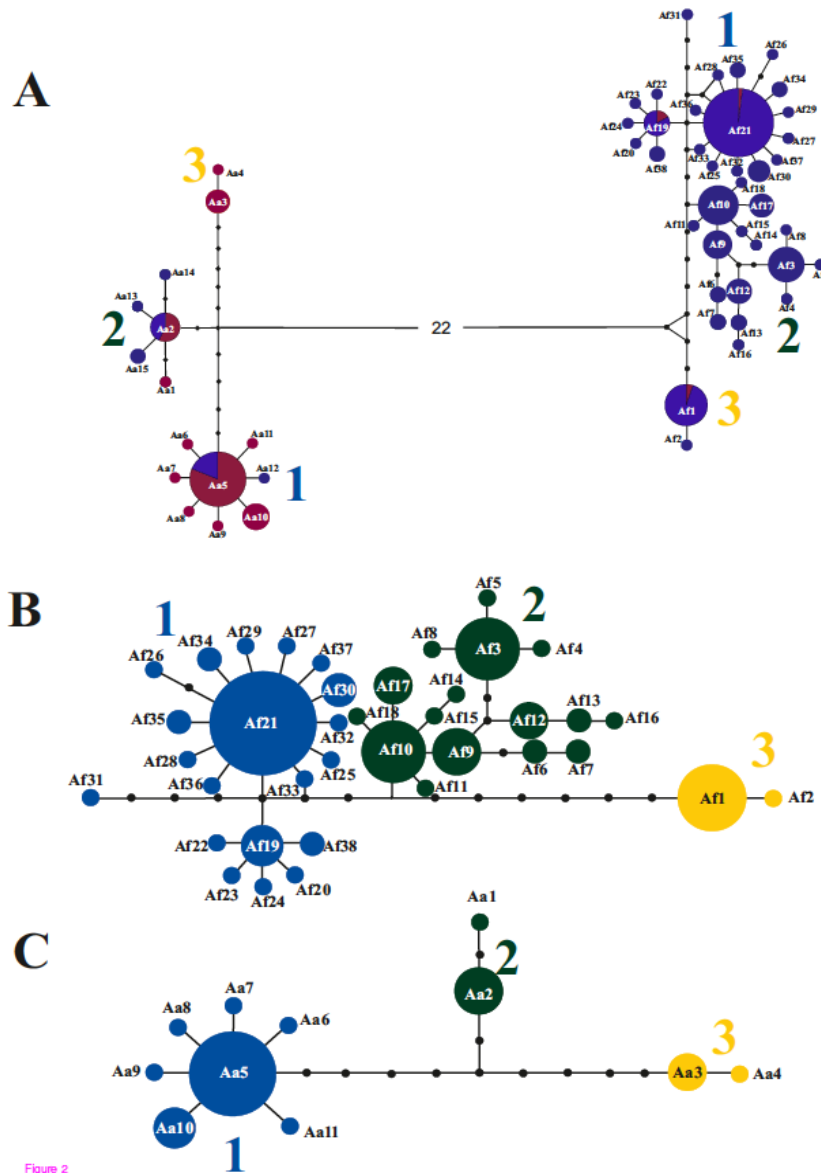 A
1
Af31
Af26
Af35
Af28
Af34
Af22
Af23
Af36
Af29
Af24
Af19
Af21
Af27
Af20
Af33
Af32
Af37
Af38
Af25
Af30
Af18
Af10
Af17
Af11
Af15
Af14
Af8
Af9
Af3
Af6
Af12
Af4
Af7
Af13
Af16
2
3
Af1
Af2
22
3
Aa4
Aa3
Aa14
Aa13
2
Aa2
Aa15
Aa1
Aa6
Aa11
Aa7
Aa5
Aa12
1
Aa8
Aa10
Aa9
B
1
Af34
Af29
Af27
Af37
Af26
Af30
Af35
Af21
Af32
Af28
Af25
Af36
Af33
Af31
Af22
Af19
Af38
Af23
Af24
Af20
Af5
2
Af8
Af3
Af4
Af17
Af14
Af18
Af15
Af12
Af13
Af16
Af10
Af9
Af6
Af7
Af11
3
Af1
Af2
C
Aa1
2
Aa2
Aa7
Aa8
Aa6
Aa9
Aa5
Aa10
Aa11
1
3
Aa3
Aa4
Figure 2